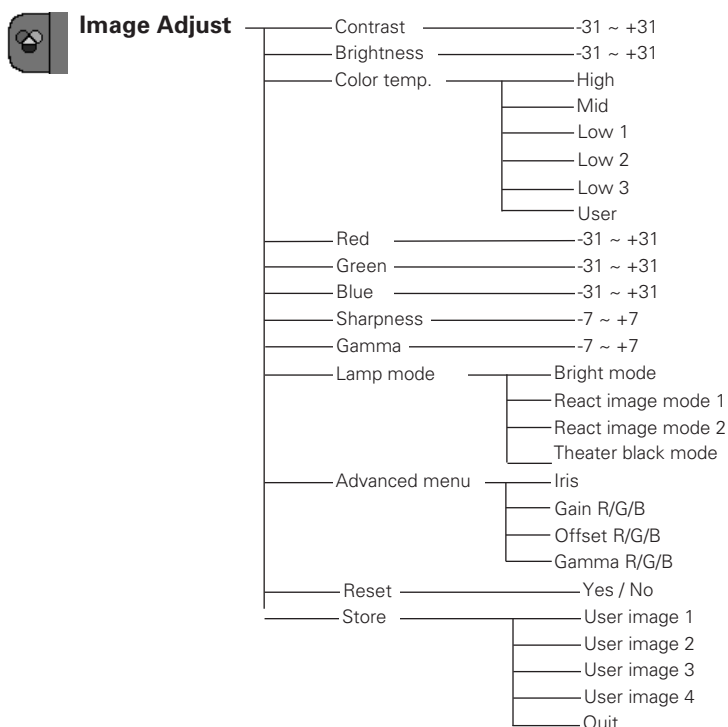 Image Adjust
Contrast -31 ~ +31
Brightness -31 ~ +31
Color temp. High
Mid
Low 1
Low 2
Low 3
User
Red -31 ~ +31
Green -31 ~ +31
Blue -31 ~ +31
Sharpness -7 ~ +7
Gamma -7 ~ +7
Lamp mode Bright mode
React image mode 1
React image mode 2
Theater black mode
Advanced menu Iris
Gain R/G/B
Offset R/G/B
Gamma R/G/B
Reset Yes / No
Store User image 1
User image 2
User image 3
User image 4
Quit